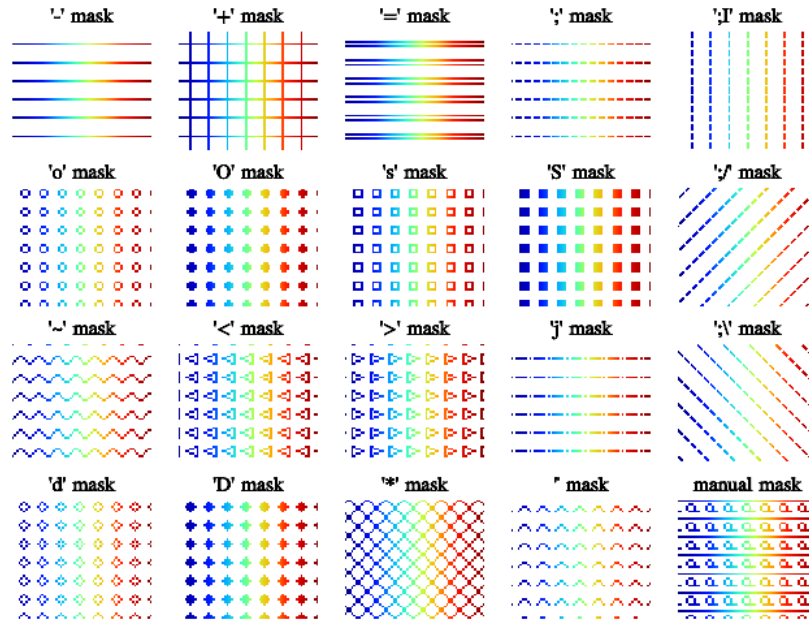 '-' mask
'+' mask
'=' mask
';' mask
';I' mask
'o' mask
'O' mask
's' mask
'S' mask
';/' mask
'~' mask
'<' mask
'>' mask
'j' mask
';\' mask
'd' mask
'D' mask
'*' mask
'' mask
manual mask